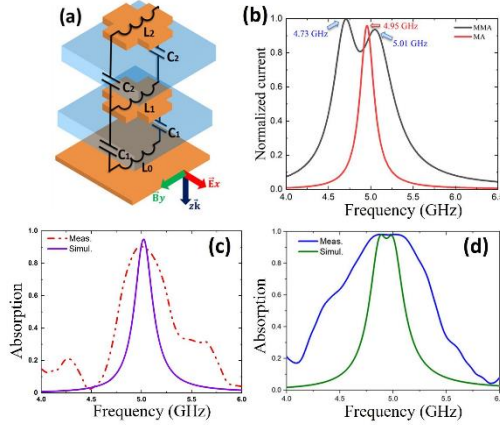 (a)
L2
C2
C2
L1
C1
C1
L0
By
Ex
zk
(b)
Normalized current
1.0
0.8
0.6
0.4
0.2
0.0
4.73 GHz
4.95 GHz
5.01 GHz
MMA
MA
4.0 4.5 5.0 5.5 6.0
Frequency (GHz)
(c)
Meas.
Simul.
Absorption
1.0
0.8
0.6
0.4
0.2
0.0
4.0 4.5 5.0 5.5 6.0
Frequency (GHz)
(d)
Meas.
Simul.
Absorption
1.0
0.8
0.6
0.4
0.2
0.0
4.0 4.5 5.0 5.5 6.0
Frequency (GHz)